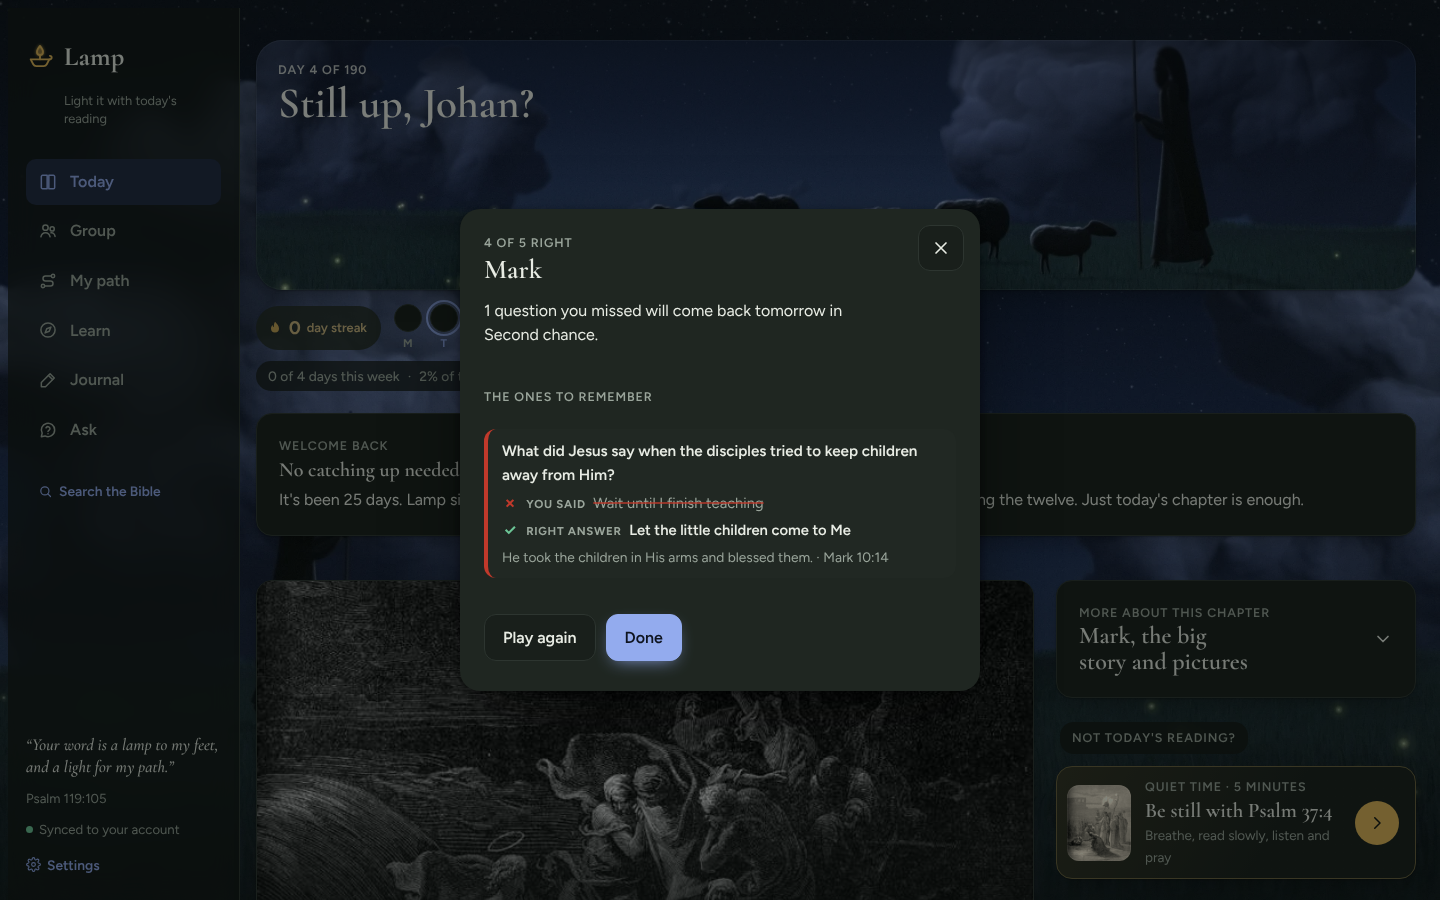 Lamp
Light it with today's
reading
Today
Group
My path
Learn
Journal
Ask
Search the Bible
“Your word is a lamp to my feet,
and a light for my path.”
Psalm 119:105
Synced to your account
Settings
DAY 4 OF 190
Still up, Johan?
0 day streak
M
T
0 of 4 days this week · 2% of
WELCOME BACK
No catching up needed
It's been 25 days. Lamp
ng the twelve. Just today's chapter is enough.
4 OF 5 RIGHT
Mark
1 question you missed will come back tomorrow in
Second chance.
THE ONES TO REMEMBER
What did Jesus say when the disciples tried to keep children
away from Him?
YOU SAID Wait until I finish teaching
RIGHT ANSWER Let the little children come to Me
He took the children in His arms and blessed them. · Mark 10:14
Play again
Done
MORE ABOUT THIS CHAPTER
Mark, the big
story and pictures
NOT TODAY'S READING?
QUIET TIME · 5 MINUTES
Be still with Psalm 37:4
Breathe, read slowly, listen and
pray